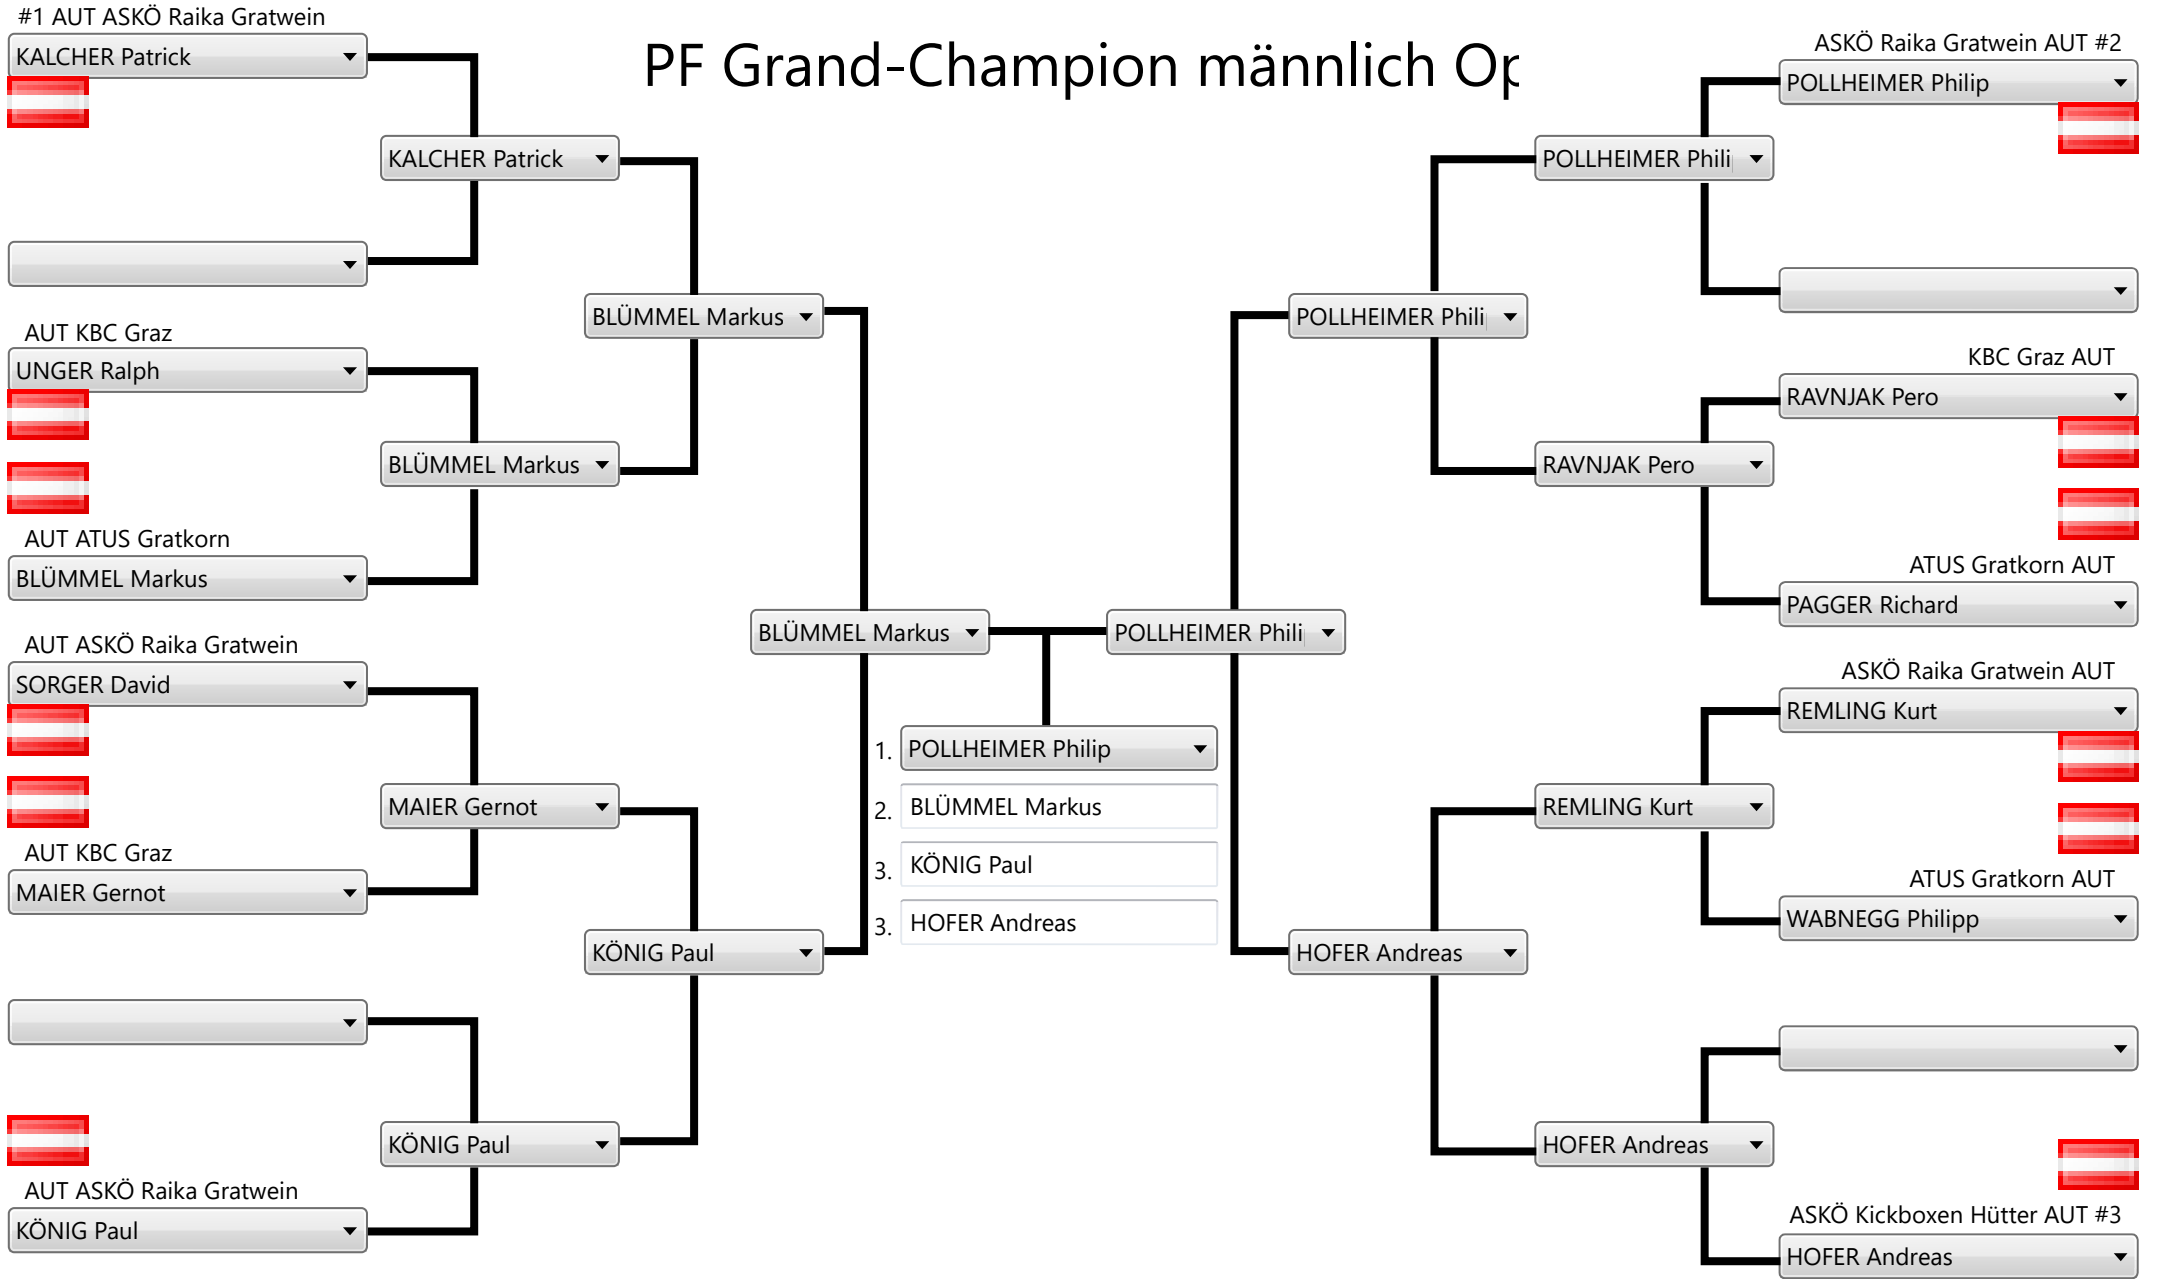 #1 AUT ASKÖ Raika Gratwein
KALCHER Patrick
KALCHER Patrick
AUT KBC Graz
UNGER Ralph
BLÜMMEL Markus
AUT ATUS Gratkorn
BLÜMMEL Markus
BLÜMMEL Markus
AUT ASKÖ Raika Gratwein
SORGER David
MAIER Gernot
AUT KBC Graz
MAIER Gernot
KÖNIG Paul
KÖNIG Paul
AUT ASKÖ Raika Gratwein
KÖNIG Paul
PF Grand-Champion männlich Op
BLÜMMEL Markus
POLLHEIMER Phili
1. POLLHEIMER Philip
2. BLÜMMEL Markus
3. KÖNIG Paul
3. HOFER Andreas
ASKÖ Raika Gratwein AUT #2
POLLHEIMER Philip
POLLHEIMER Phili
POLLHEIMER Phili
KBC Graz AUT
RAVNJAK Pero
RAVNJAK Pero
ATUS Gratkorn AUT
PAGGER Richard
ASKÖ Raika Gratwein AUT
REMLING Kurt
REMLING Kurt
ATUS Gratkorn AUT
WABNEGG Philipp
HOFER Andreas
HOFER Andreas
ASKÖ Kickboxen Hütter AUT #3
HOFER Andreas